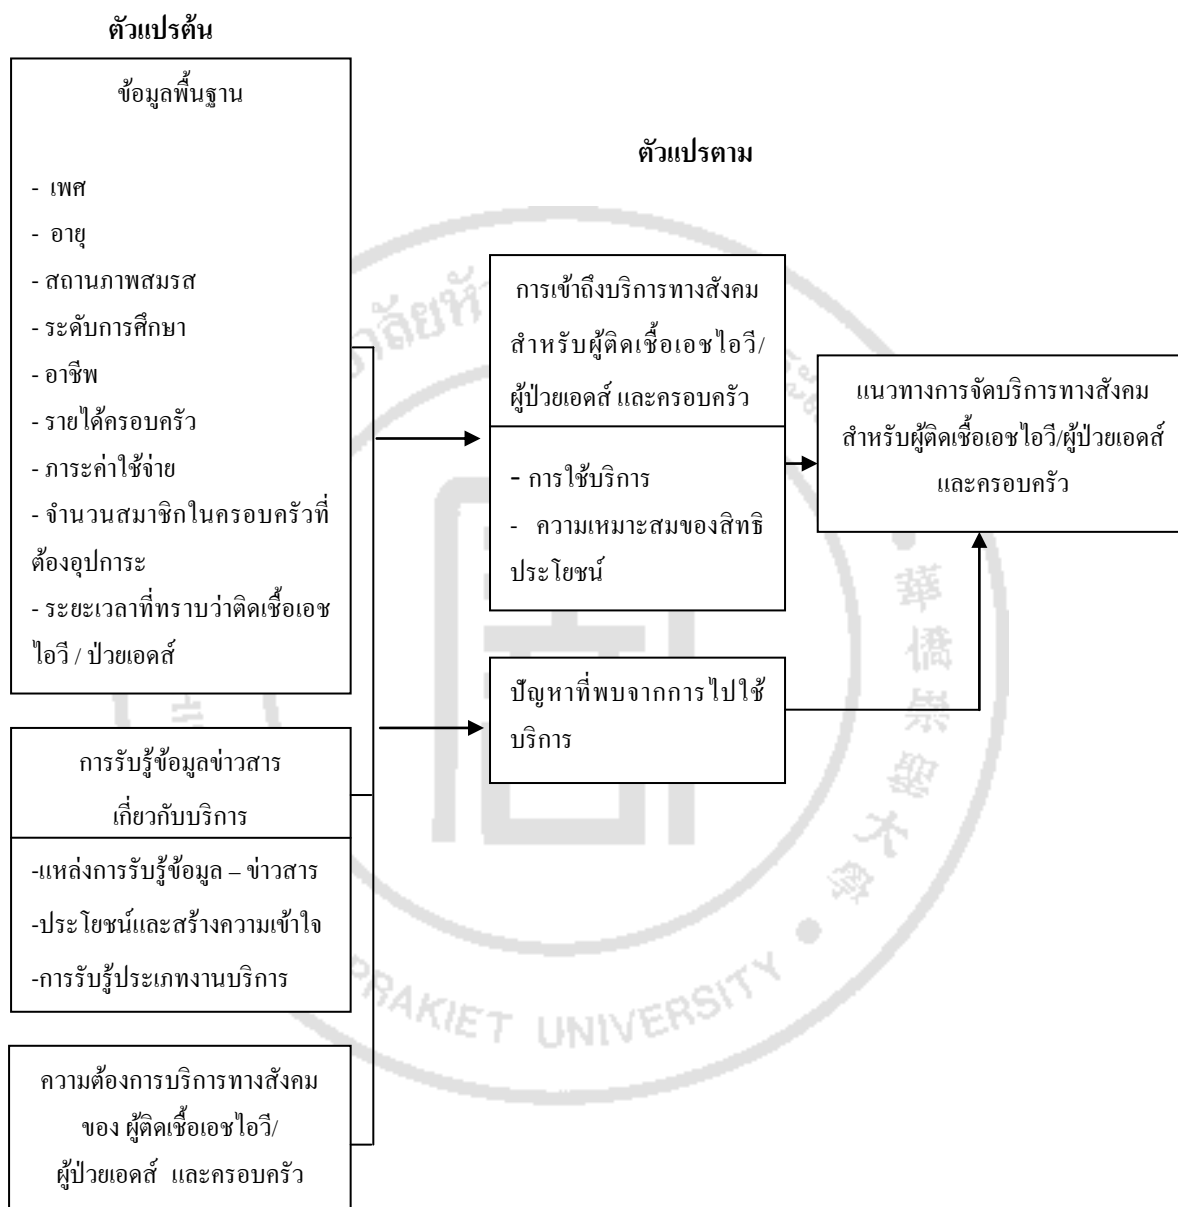 ตัวแปรต้น
ข้อมูลพื้นฐาน
- เพศ
- อายุ
- สถานภาพสมรส
- ระดับการศึกษา
- อาชีพ
- รายได้ครอบครัว
- ภาระค่าใช้จ่าย
- จำนวนสมาชิกในครอบครัวที่
ต้องอุปการะ
- ระยะเวลาที่ทราบว่าติดเชื้อเอช
ไอวี / ป่วยเอดส์
การรับรู้ข้อมูลข่าวสาร
เกี่ยวกับบริการ
-แหล่งการรับรู้ข้อมูล – ข่าวสาร
-ประโยชน์และสร้างความเข้าใจ
-การรับรู้ประเภทงานบริการ
ความต้องการบริการทางสังคม
ของ ผู้ติดเชื้อเอชไอวี/
ผู้ป่วยเอดส์ และครอบครัว
ตัวแปรตาม
การเข้าถึงบริการทางสังคม
สำหรับผู้ติดเชื้อเอชไอวี/
ผู้ป่วยเอดส์ และครอบครัว
- การใช้บริการ
- ความเหมาะสมของสิทธิ
ประโยชน์
ปัญหาที่พบจากการไปใช้
บริการ
แนวทางการจัดบริการทางสังคม
สำหรับผู้ติดเชื้อเอชไอวี/ผู้ป่วยเอดส์
และครอบครัว
าลัยหัว
華僑崇聖大學
PRAKIET UNIVERSITY